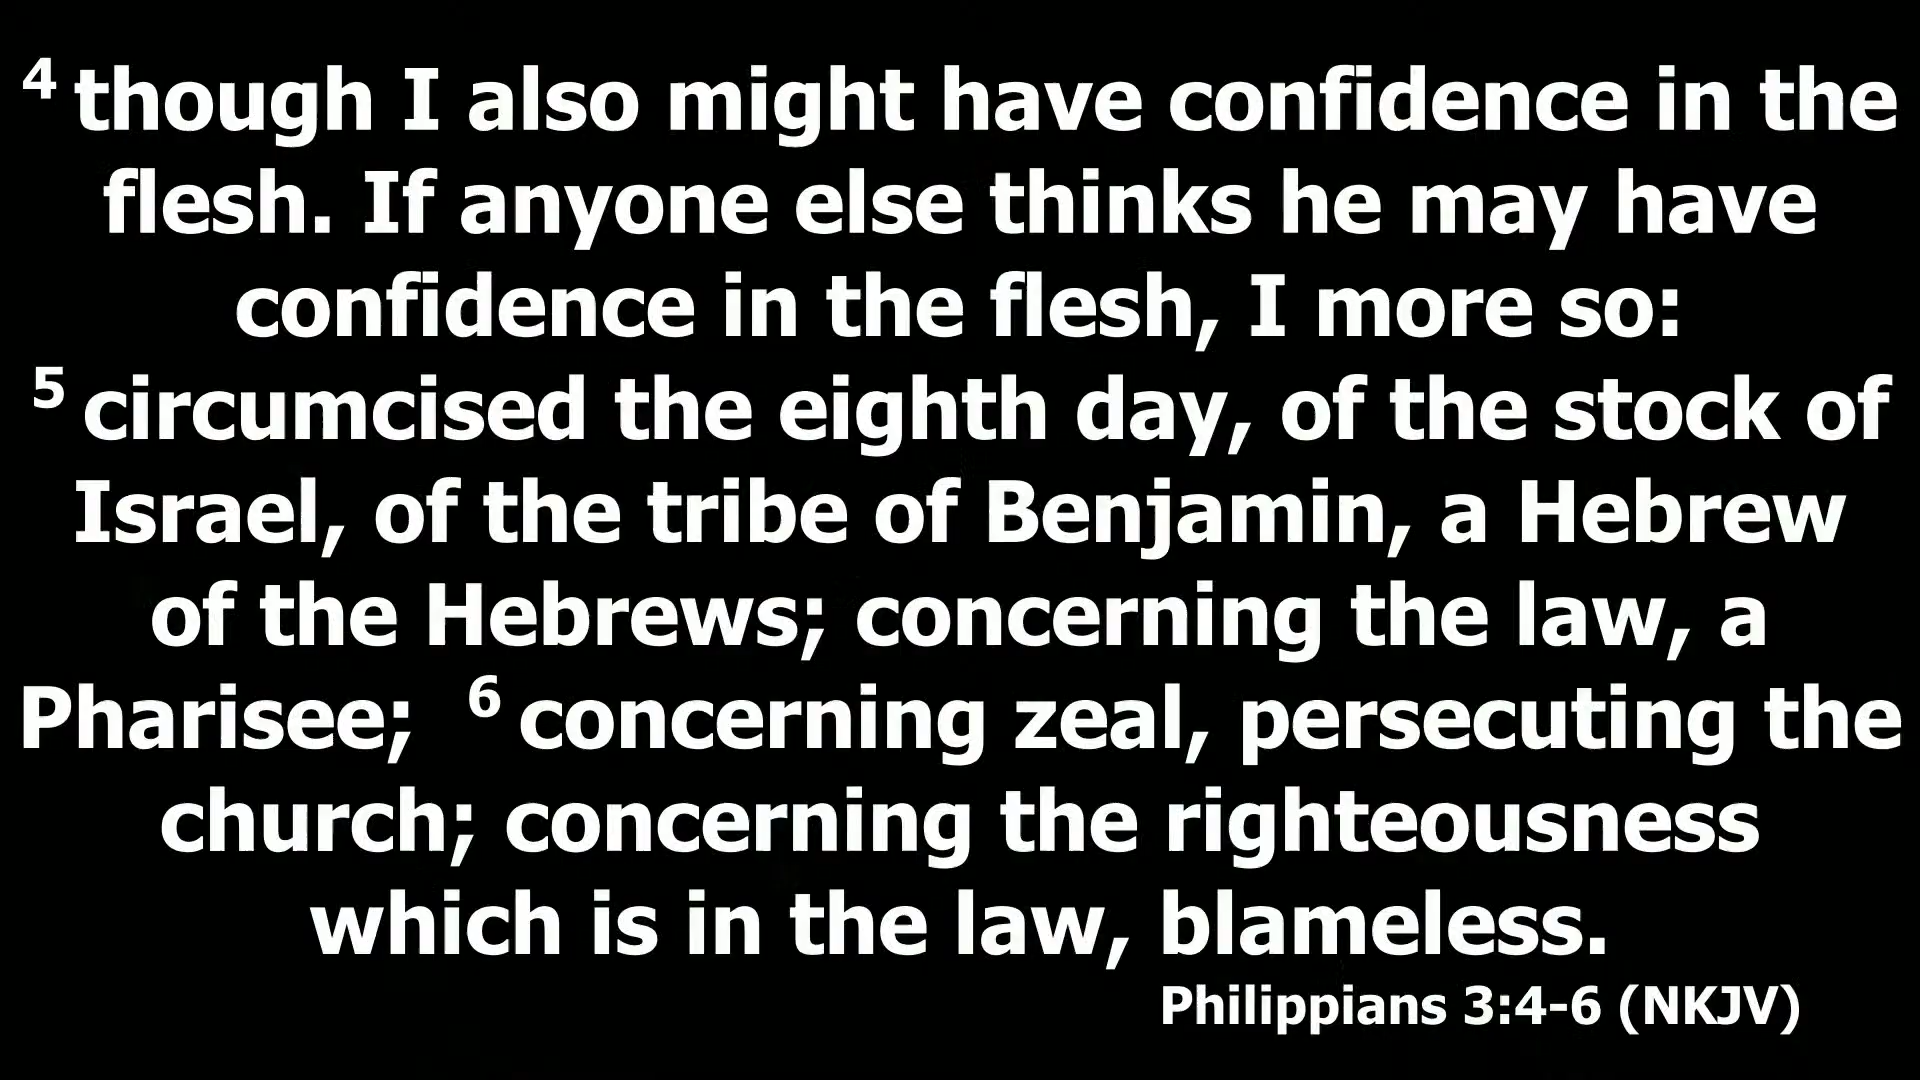 4 though I also might have confidence in the
flesh. If anyone else thinks he may have
confidence in the flesh, I more so:
5 circumcised the eighth day, of the stock of
Israel, of the tribe of Benjamin, a Hebrew
of the Hebrews; concerning the law, a
Pharisee; 6 concerning zeal, persecuting the
church; concerning the righteousness
which is in the law, blameless.
Philippians 3:4-6 (NKJV)